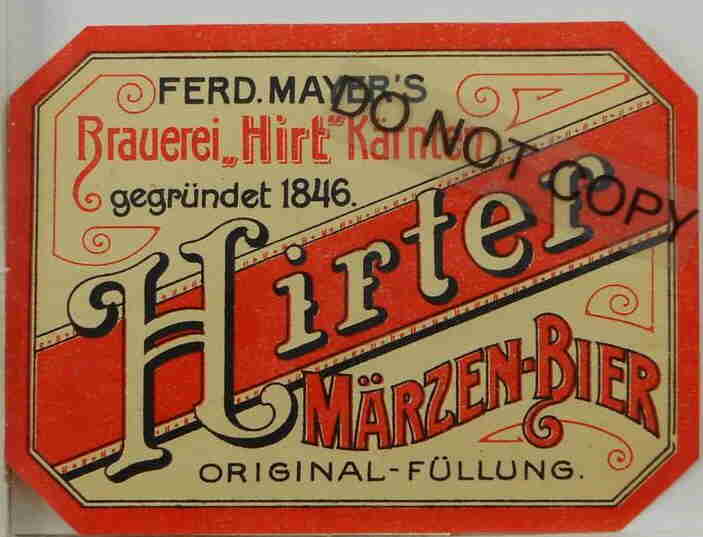 FERD. MAYER'S
Brauerei „Hirt" Kärnten
gegründet 1846.
Hirter
MÄRZEN-BIER
ORIGINAL-FÜLLUNG.
DO NOT COPY